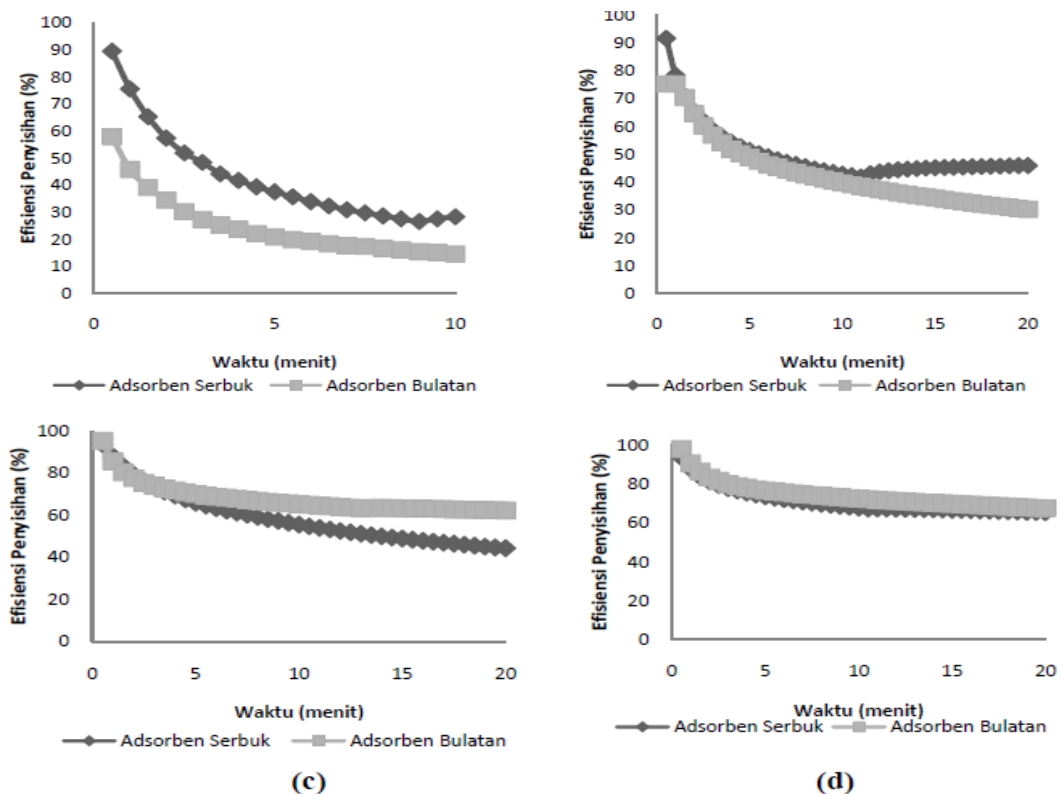 100
90
80
70
60
50
40
30
20
10
0
Efisiensi Penyisihan (%)
0 5 10
Waktu (menit)
Adsorben Serbuk Adsorben Bulatan
100
90
80
70
60
50
40
30
20
10
0
Efisiensi Penyisihan (%)
0 5 10 15 20
Waktu (menit)
Adsorben Serbuk Adsorben Bulatan
100
80
60
40
20
0
Efisiensi Penyisihan (%)
0 5 10 15 20
Waktu (menit)
Adsorben Serbuk Adsorben Bulatan
(c)
100
80
60
40
20
0
Efisiensi Penyisihan (%)
0 5 10 15 20
Waktu (menit)
Adsorben Serbuk Adsorben Bulatan
(d)